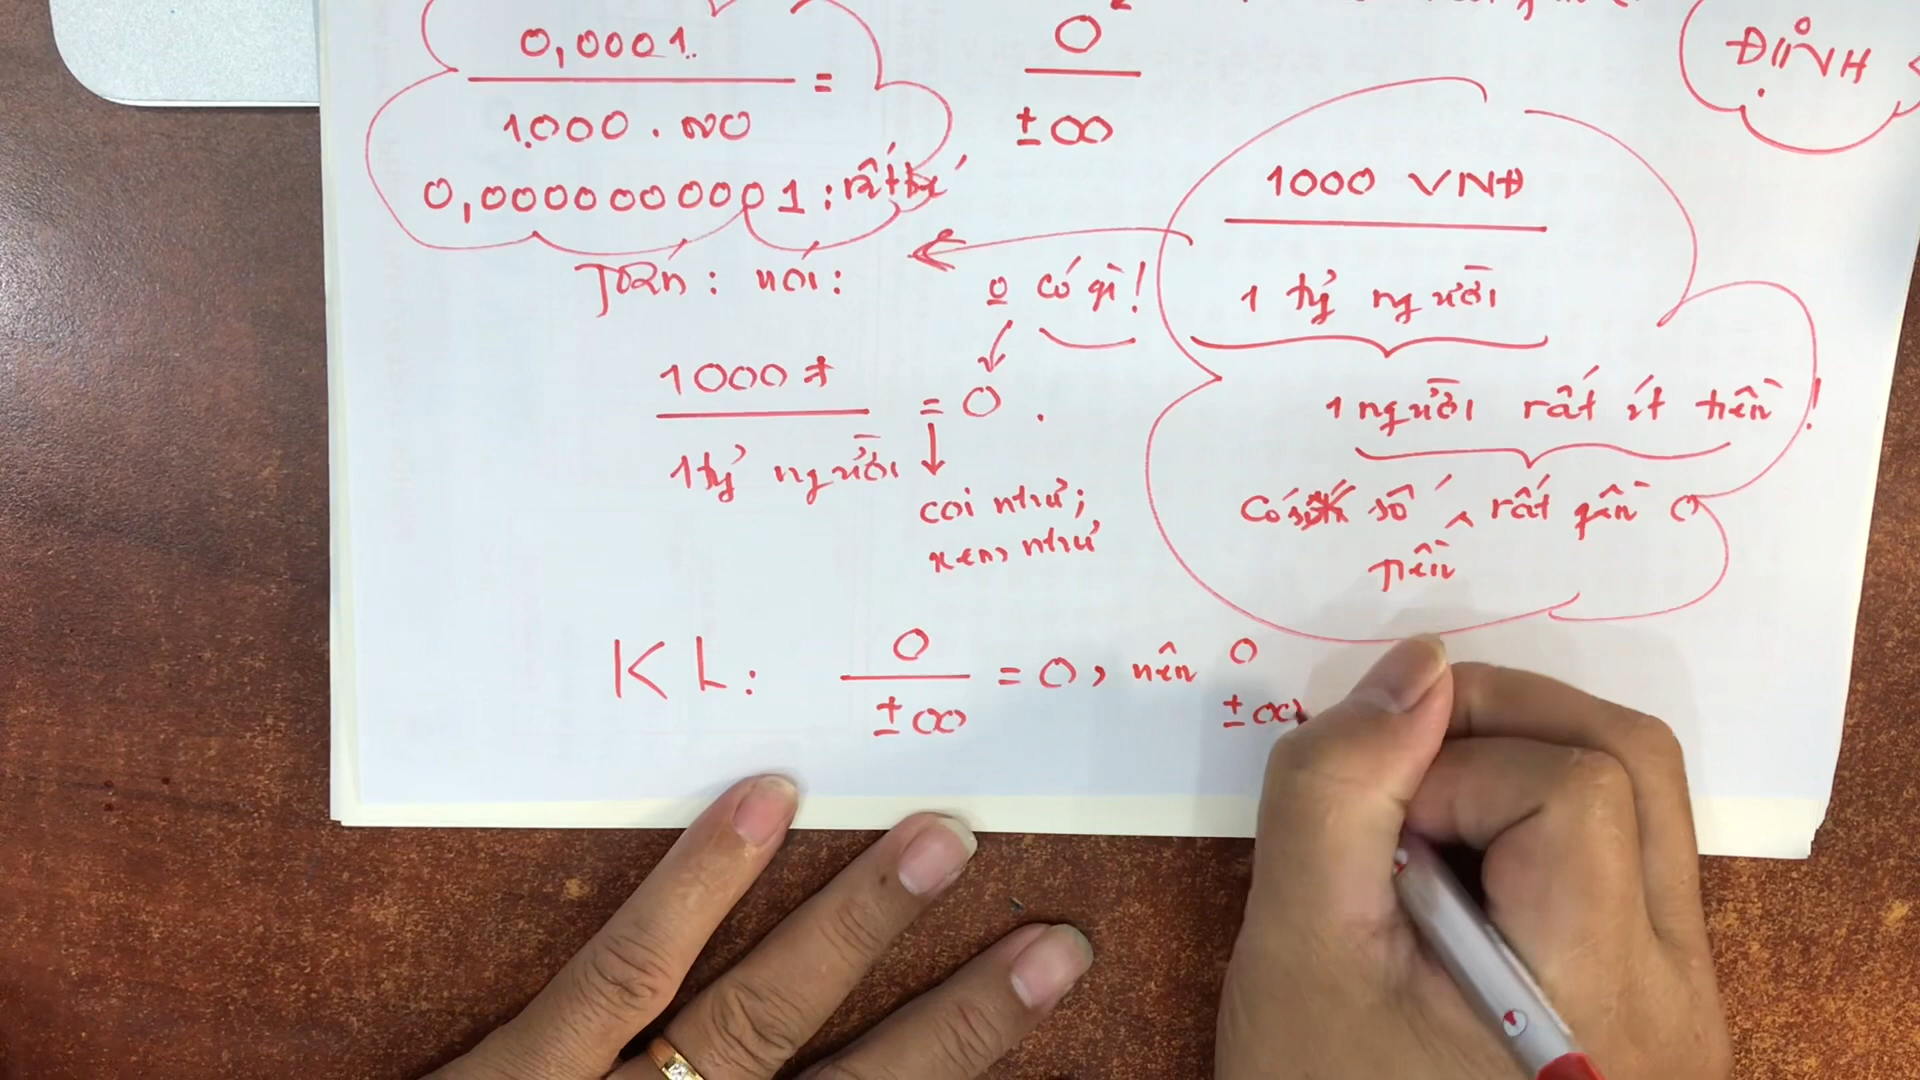 0,0001
1.000.000
=
0,0000000001 : rất bé
0
± ∞
ĐỊNH
1000 VNĐ
1 tỷ người
1 người rất ít tiền!
Có số tiền rất gần 0
Toán: nói:
0 có gì!
1000 đ
1 tỷ người
= 0.
coi như;
xem như
KL: 0
± ∞
= 0, nên 0
± ∞